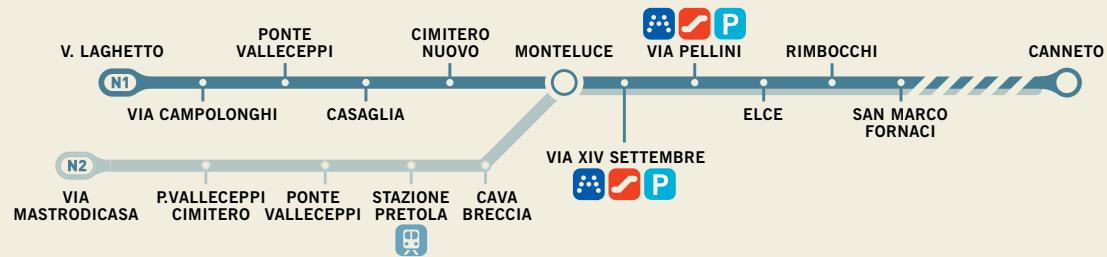 V. LAGHETTO
PONTE
VALLECEPPI
CIMITERO
NUOVO
MONTELUCE
P
VIA PELLINI
RIMBOCCHI
CANNETO
N1
VIA CAMPOLONGHI
CASAGLIA
ELCE
SAN MARCO
FORNACI
VIA XIV SETTEMBRE
P
N2
VIA
MASTRODICASA
P.VALLECEPPI
CIMITERO
PONTE
VALLECEPPI
STAZIONE
PRETOLA
CAVA
BRECCIA